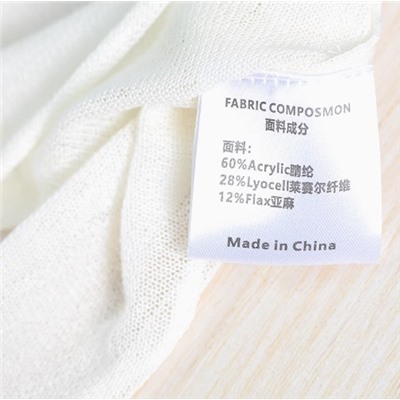 FABRIC COMPOSMON
面料成分
面料：
60%Acrylic腈纶
28%Lyocell莱赛尔纤维
12%Flax亚麻
Made in China